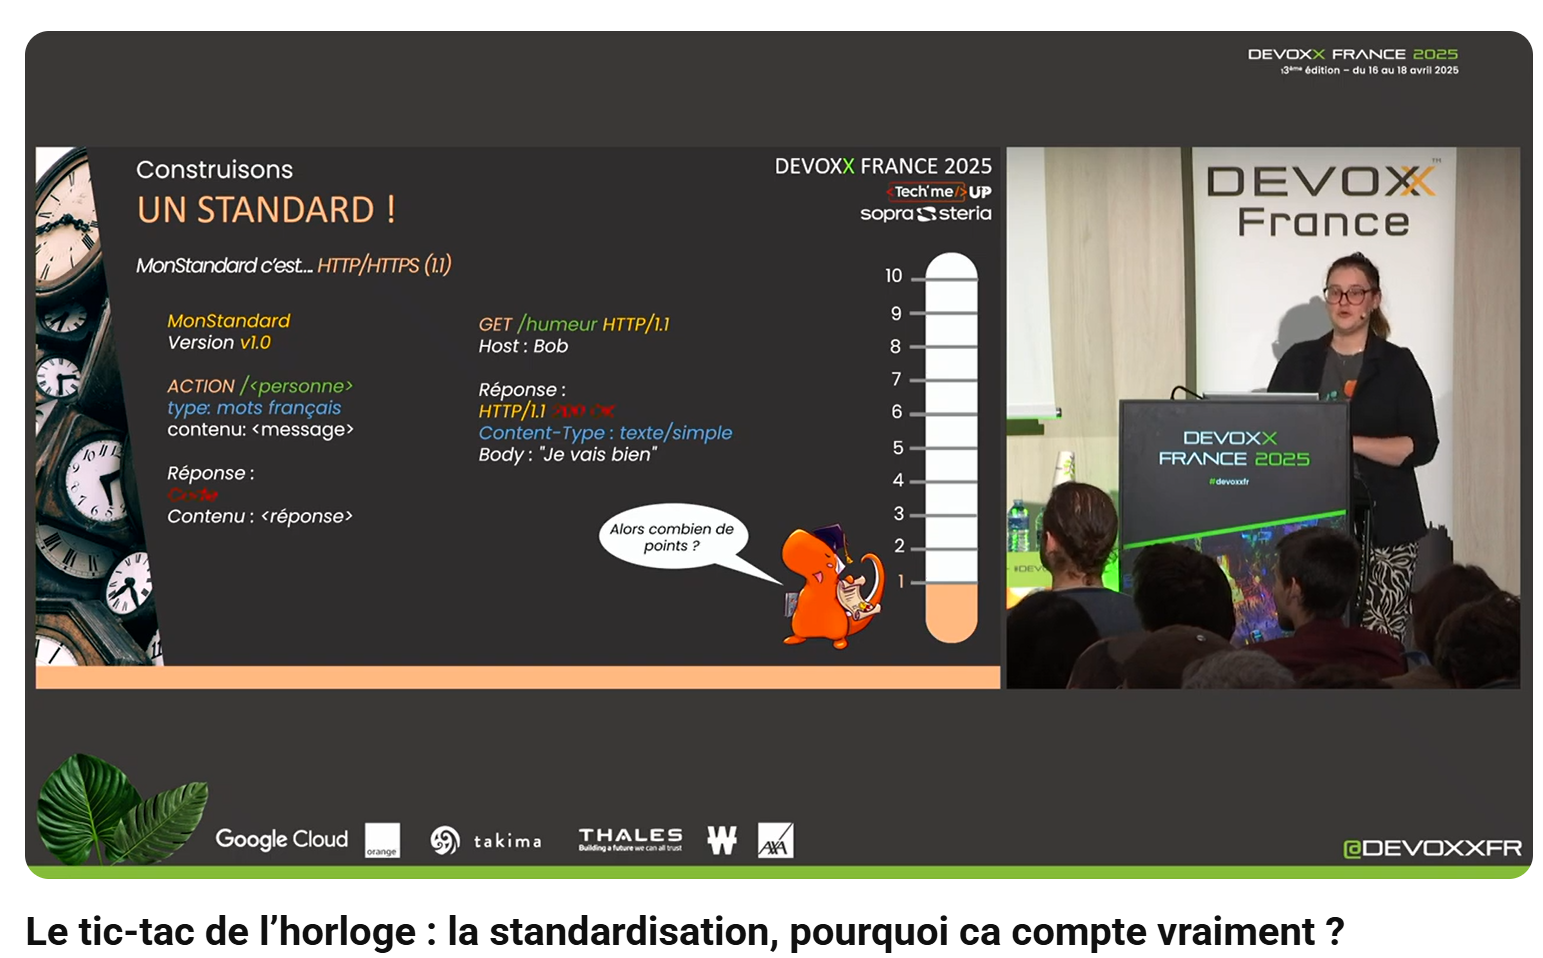 DEVOXX FRANCE 2025
13ème édition – du 16 au 18 avril 2025
Construisons
UN STANDARD !
DEVOXX FRANCE 2025
<Tech'me/>UP
sopra steria
MonStandard c'est... HTTP/HTTPS (1.1)
MonStandard
Version v1.0
ACTION /<personne>
type: mots français
contenu: <message>
Réponse :
Contenu : <réponse>
GET /humeur HTTP/1.1
Host : Bob
Réponse :
HTTP/1.1
Content-Type : texte/simple
Body : "Je vais bien"
Alors combien de
points ?
10
9
8
7
6
5
4
3
2
1
DEVOXX™
France
DEVOXX
FRANCE 2025
#devoxxfr
#DEVO
Google Cloud
orange
takima
THALES
Building a future we can all trust
W
AXA
@DEVOXXFR
Le tic-tac de l’horloge : la standardisation, pourquoi ca compte vraiment ?